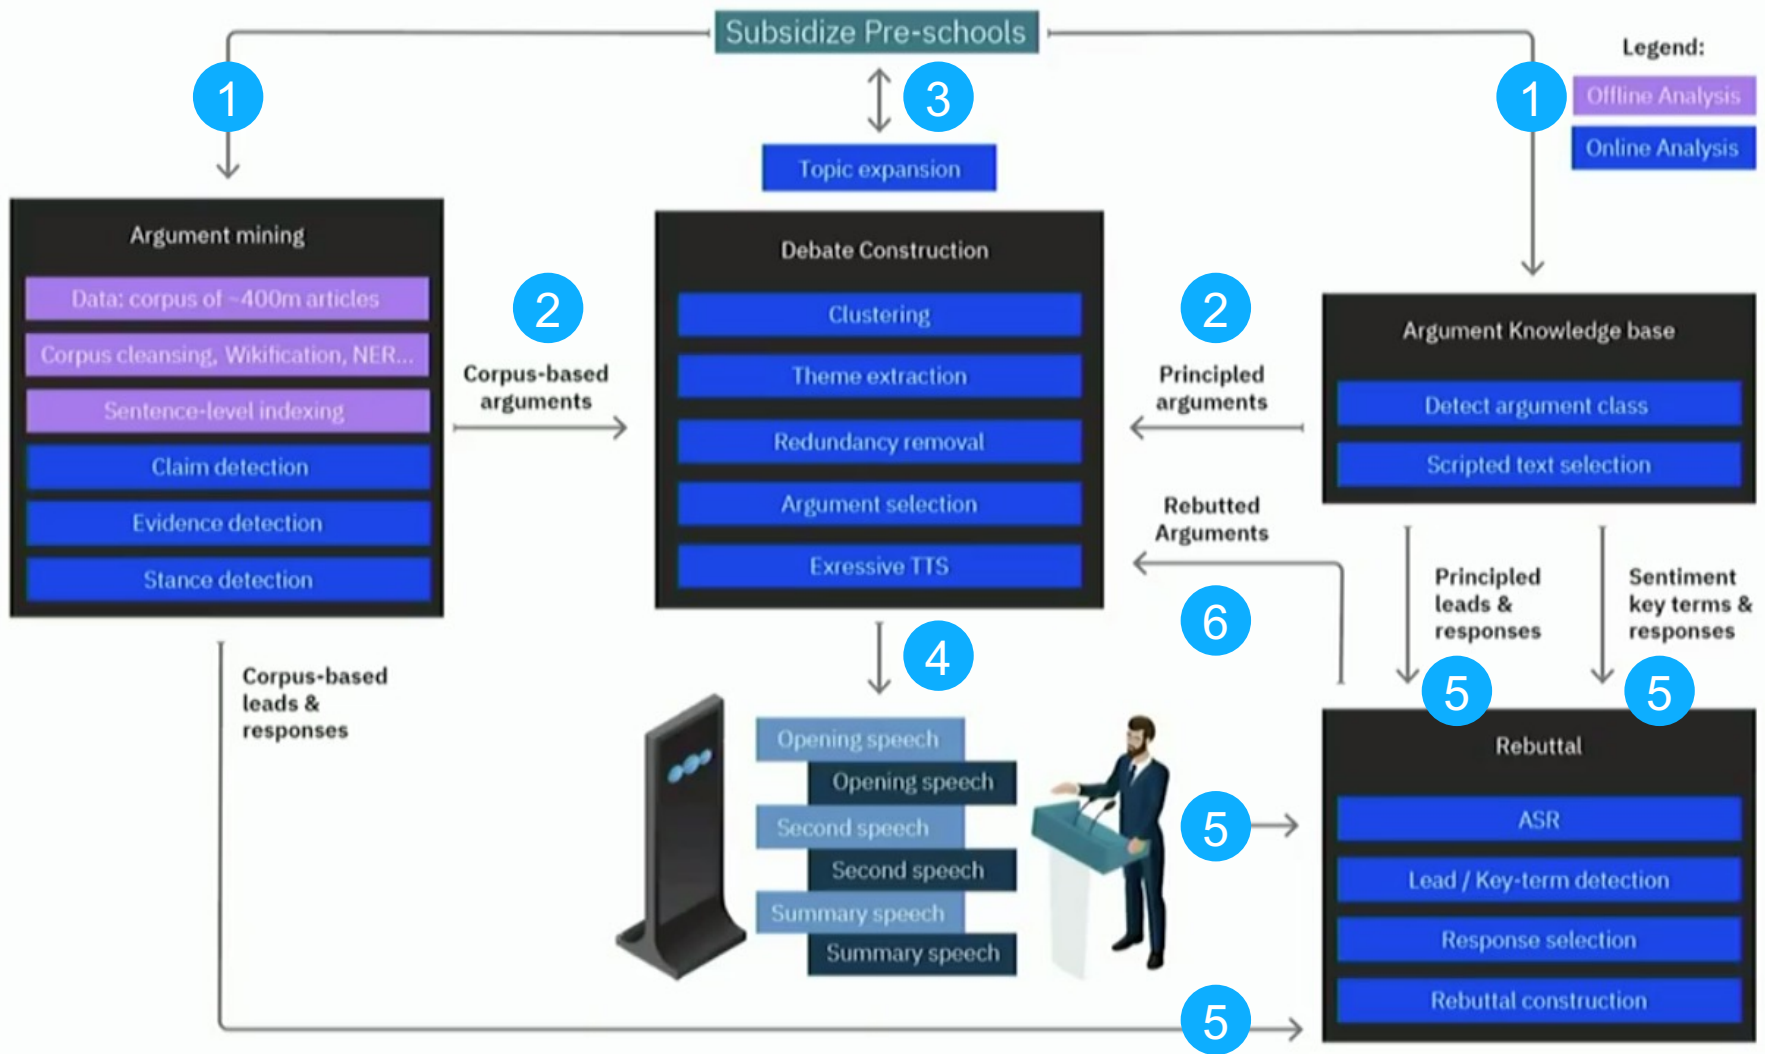 Subsidize Pre-schools
Legend:
Offline Analysis
Online Analysis
1
3
1
Topic expansion
Argument mining
Data: corpus of ~400m articles
Corpus cleansing, Wikification, NER...
Sentence-level indexing
Claim detection
Evidence detection
Stance detection
2
Corpus-based
arguments
Debate Construction
Clustering
Theme extraction
Redundancy removal
Argument selection
Exressive TTS
2
Principled
arguments
Argument Knowledge base
Detect argument class
Scripted text selection
Rebutted
Arguments
6
Principled
leads &
responses
5
Sentiment
key terms &
responses
5
4
Corpus-based
leads &
responses
Opening speech
Opening speech
Second speech
Second speech
Summary speech
Summary speech
5
Rebuttal
ASR
Lead / Key-term detection
Response selection
Rebuttal construction
5